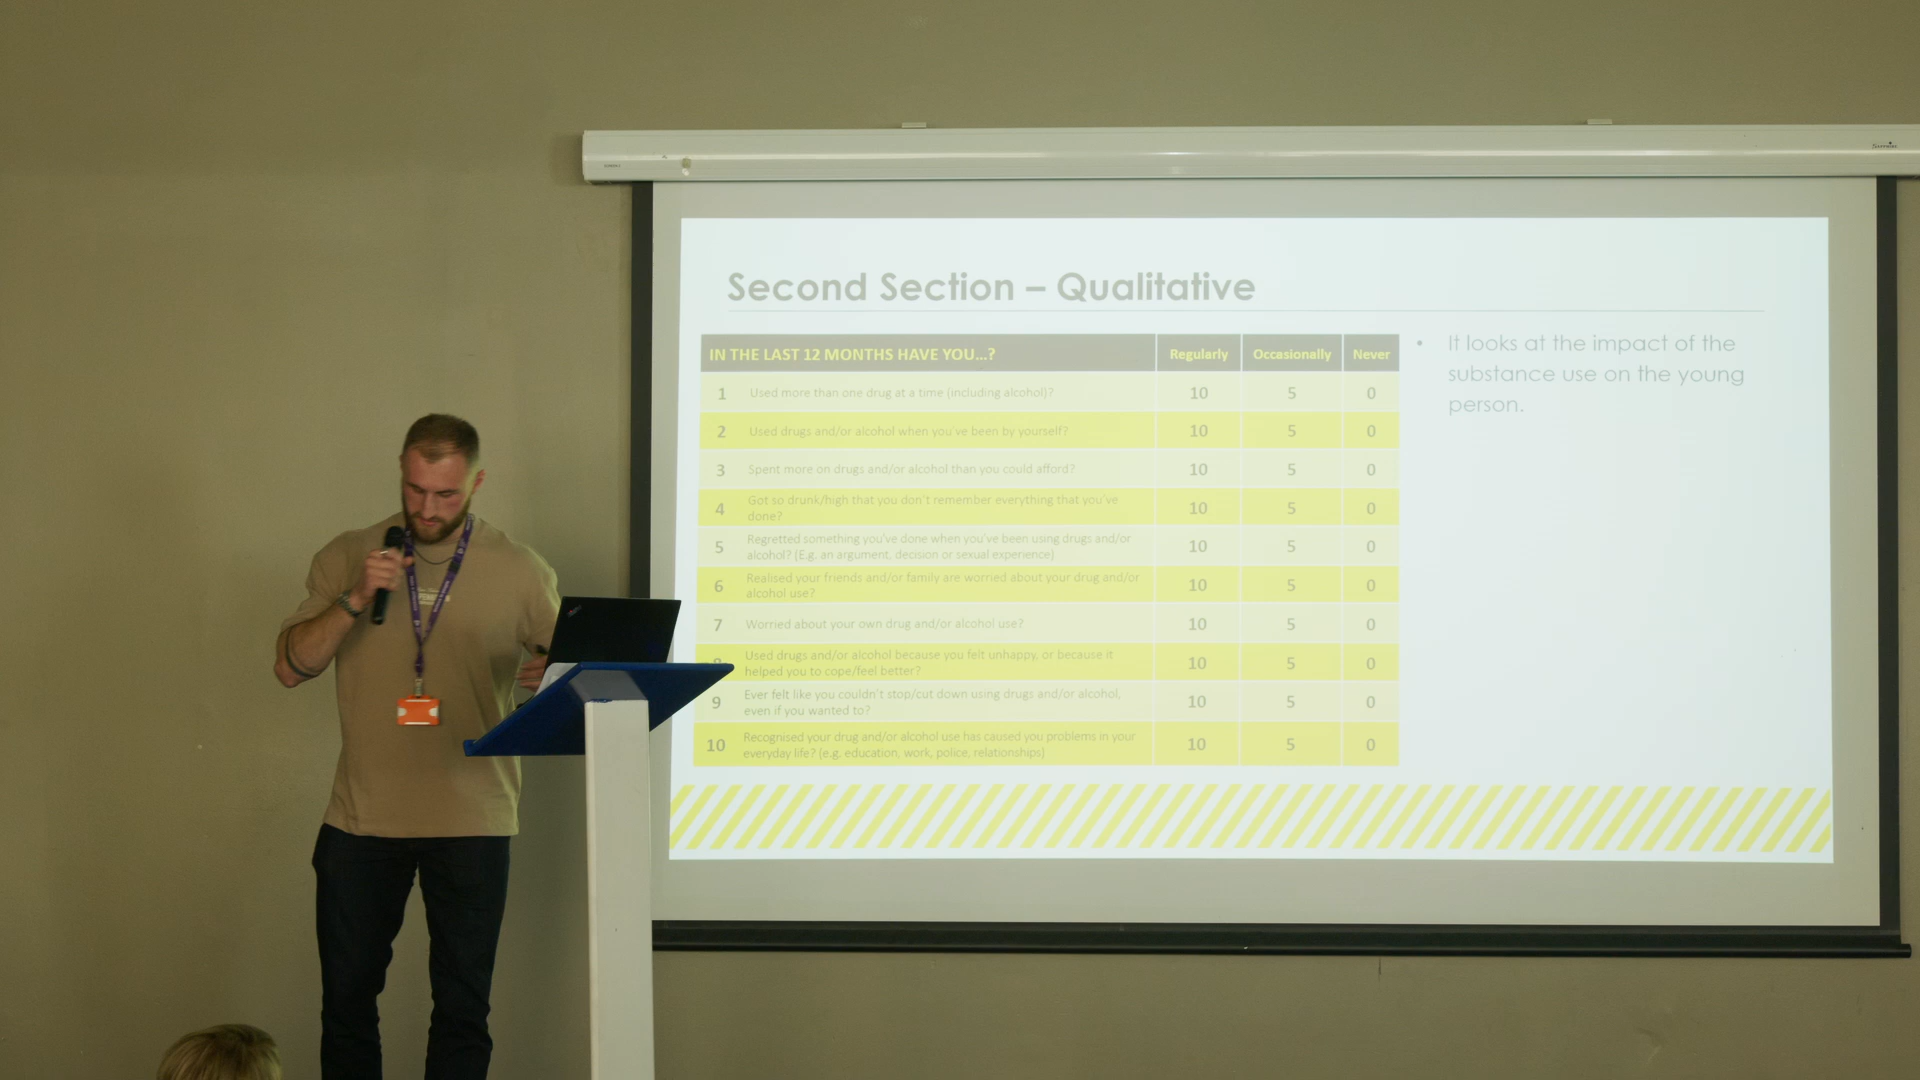 Second Section – Qualitative
IN THE LAST 12 MONTHS HAVE YOU...? Regularly Occasionally Never
1 Used more than one drug at a time (including alcohol)? 10 5 0
2 Used drugs and/or alcohol when you've been by yourself? 10 5 0
3 Spent more on drugs and/or alcohol than you could afford? 10 5 0
4 Got so drunk/high that you don't remember everything that you've
done? 10 5 0
5 Regretted something you've done when you've been using drugs and/or
alcohol? (E.g. an argument, decision or sexual experience) 10 5 0
6 Realised your friends and/or family are worried about your drug and/or
alcohol use? 10 5 0
7 Worried about your own drug and/or alcohol use? 10 5 0
8 Used drugs and/or alcohol because you felt unhappy, or because it
helped you to cope/feel better? 10 5 0
9 Ever felt like you couldn't stop/cut down using drugs and/or alcohol,
even if you wanted to? 10 5 0
10 Recognised your drug and/or alcohol use has caused you problems in your
everyday life? (e.g. education, work, police, relationships) 10 5 0
• It looks at the impact of the
substance use on the young
person.